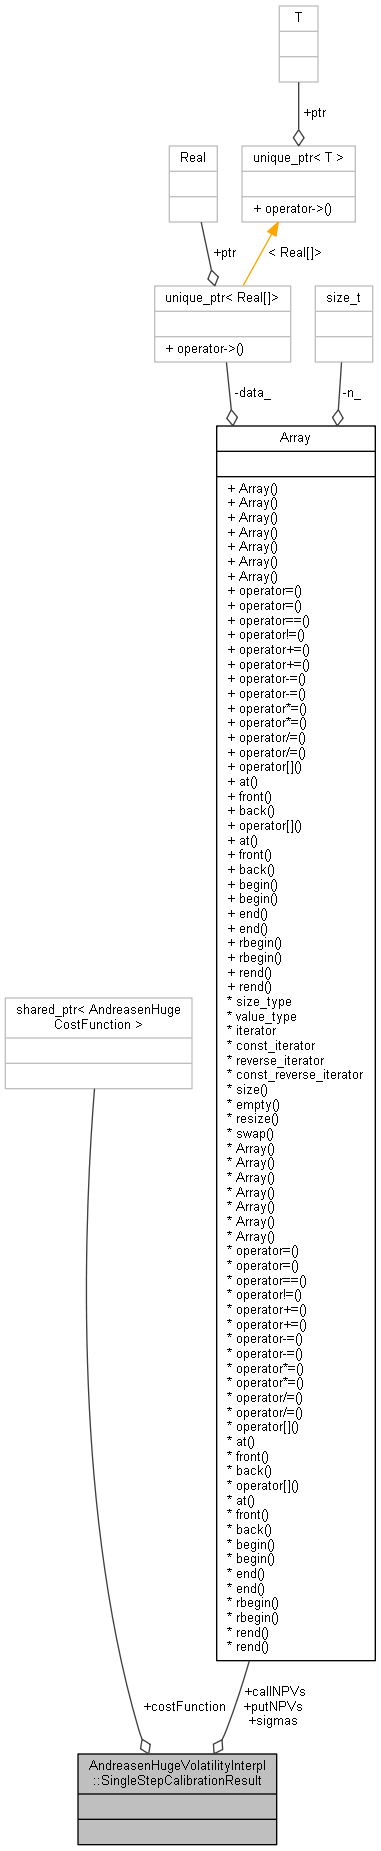 T
+ptr
Real
unique_ptr< T >
+ operator->()
+ptr
< Real[]>
unique_ptr< Real[]>
+ operator->()
size_t
-data_
-n_
Array
+ Array()
+ Array()
+ Array()
+ Array()
+ Array()
+ Array()
+ Array()
+ operator=()
+ operator=()
+ operator==()
+ operator!=()
+ operator+=()
+ operator+=()
+ operator-=()
+ operator-=()
+ operator*=()
+ operator*=()
+ operator/=()
+ operator/=()
+ operator[]()
+ at()
+ front()
+ back()
+ operator[]()
+ at()
+ front()
+ back()
+ begin()
+ begin()
+ end()
+ end()
+ rbegin()
+ rbegin()
+ rend()
+ rend()
* size_type
* value_type
* iterator
* const_iterator
* reverse_iterator
* const_reverse_iterator
* size()
* empty()
* resize()
* swap()
* Array()
* Array()
* Array()
* Array()
* Array()
* Array()
* Array()
* operator=()
* operator=()
* operator==()
* operator!=()
* operator+=()
* operator+=()
* operator-=()
* operator-=()
* operator*=()
* operator*=()
* operator/=()
* operator/=()
* operator[]()
* at()
* front()
* back()
* operator[]()
* at()
* front()
* back()
* begin()
* begin()
* end()
* end()
* rbegin()
* rbegin()
* rend()
* rend()
shared_ptr< AndreasenHuge
CostFunction >
+costFunction
+callNPVs
+putNPVs
+sigmas
AndreasenHugeVolatilityInterpl
::SingleStepCalibrationResult